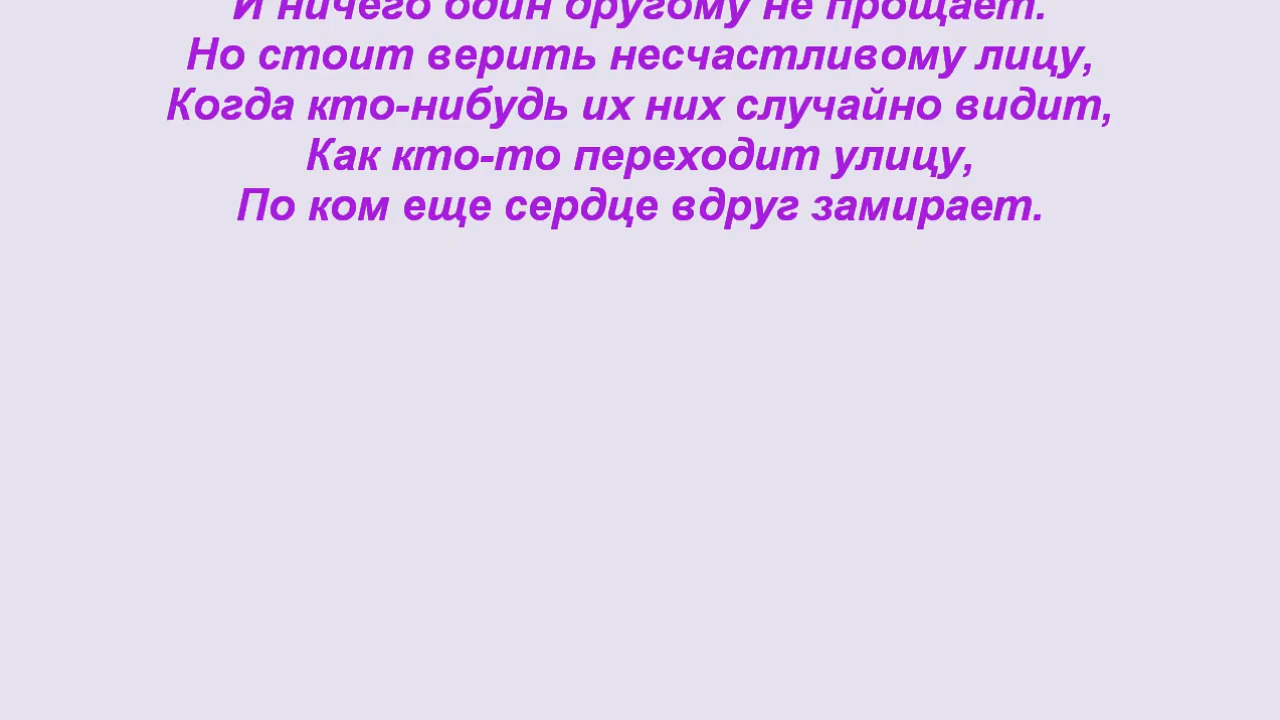 И ничего один другому не прощает.
Но стоит верить несчастливому лицу,
Когда кто-нибудь их них случайно видит,
Как кто-то переходит улицу,
По ком еще сердце вдруг замирает.